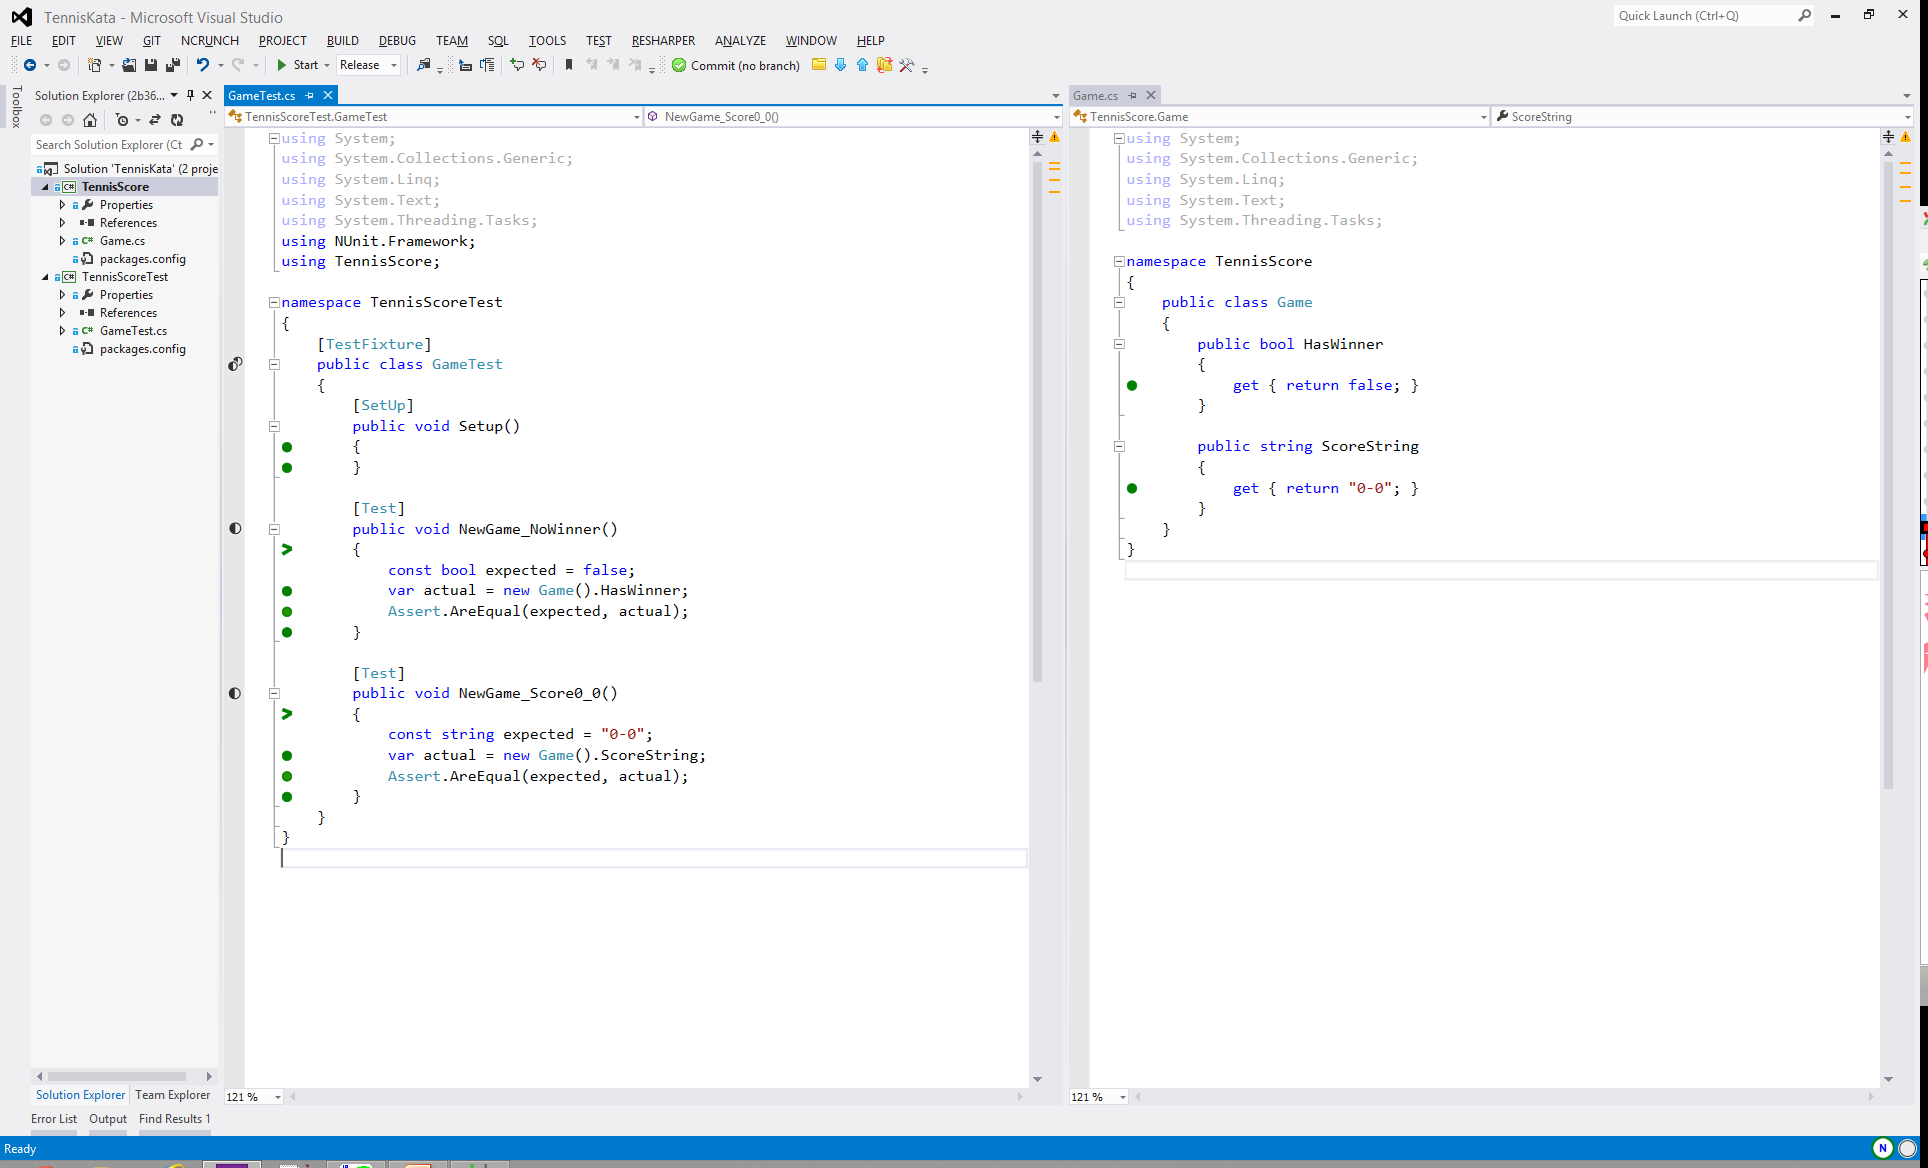 TennisKata - Microsoft Visual Studio
Quick Launch (Ctrl+Q)
FILE EDIT VIEW GIT NCRUNCH PROJECT BUILD DEBUG TEAM SQL TOOLS TEST RESHARPER ANALYZE WINDOW HELP
Start Release Commit (no branch)
Toolbox
Solution Explorer (2b36...
Search Solution Explorer (Ct
Solution 'TennisKata' (2 proje
TennisScore
Properties
References
C# Game.cs
packages.config
TennisScoreTest
Properties
References
C# GameTest.cs
packages.config
Solution Explorer Team Explorer
GameTest.cs
TennisScoreTest.GameTest NewGame_Score0_0()
using System;
using System.Collections.Generic;
using System.Linq;
using System.Text;
using System.Threading.Tasks;
using NUnit.Framework;
using TennisScore;
namespace TennisScoreTest
{
[TestFixture]
public class GameTest
{
[SetUp]
public void Setup()
{
}
[Test]
public void NewGame_NoWinner()
{
const bool expected = false;
var actual = new Game().HasWinner;
Assert.AreEqual(expected, actual);
}
[Test]
public void NewGame_Score0_0()
{
const string expected = "0-0";
var actual = new Game().ScoreString;
Assert.AreEqual(expected, actual);
}
}
}
121 %
Game.cs
TennisScore.Game ScoreString
using System;
using System.Collections.Generic;
using System.Linq;
using System.Text;
using System.Threading.Tasks;
namespace TennisScore
{
public class Game
{
public bool HasWinner
{
get { return false; }
}
public string ScoreString
{
get { return "0-0"; }
}
}
}
121 %
Error List Output Find Results 1
Ready
N